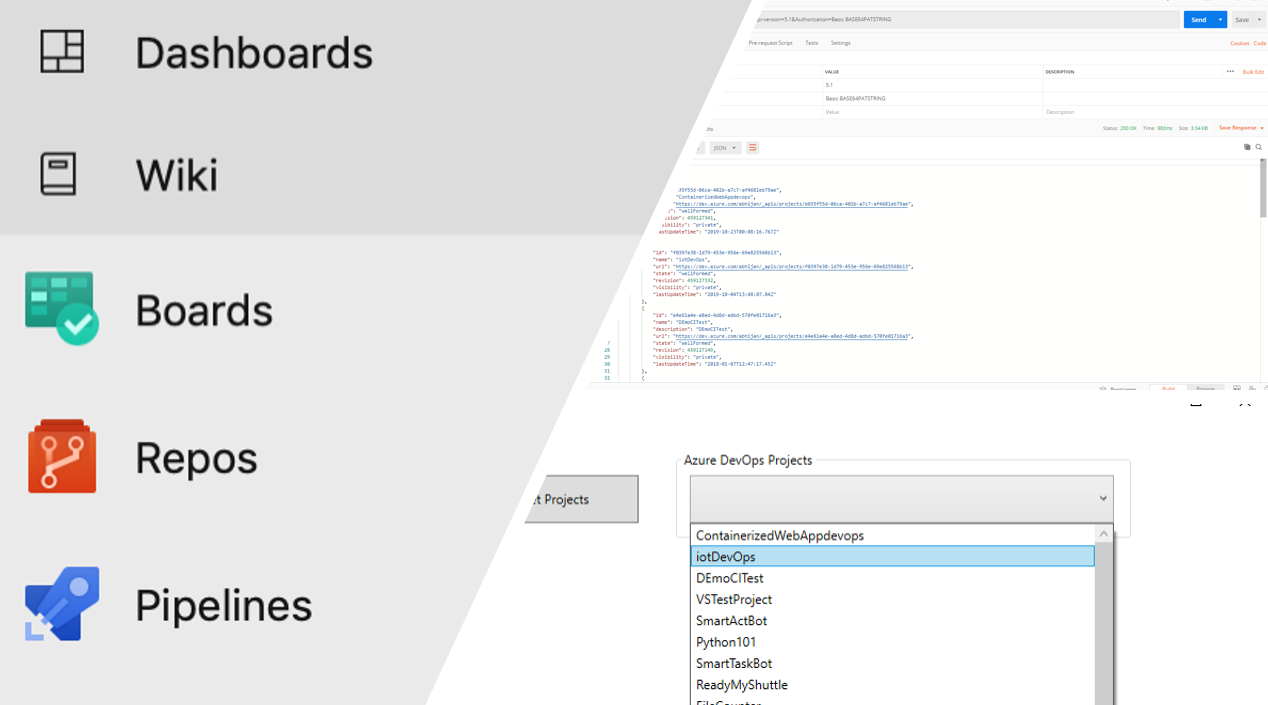 Dashboards
Wiki
Boards
Repos
Pipelines
pi-version=5.1&Authorization=Basic BASE64PATSTRING
Send
Save
Pre-request Script Tests Settings
Cookies Code
VALUE DESCRIPTION ••• Bulk Edit
5.1
Basic BASE64PATSTRING
Value Description
Status: 200 OK Time: 983ms Size: 3.54 KB Save Response
JSON
35f55d-06ca-402b-a7c7-af4681eb79ae",
"ContainerizedWebAppdevops",
"https://dev.azure.com/abhijan/_apis/projects/b035f55d-06ca-402b-a7c7-af4681eb79ae",
": "wellFormed",
ision": 459127341,
ibility": "private",
astUpdateTime": "2019-10-23T00:08:16.767Z"
"id": "f0397e38-1d79-453e-956e-69e825568b13",
"name": "iotDevOps",
"url": "https://dev.azure.com/abhijan/_apis/projects/f0397e38-1d79-453e-956e-69e825568b13",
"state": "wellFormed",
"revision": 459127332,
"visibility": "private",
"lastUpdateTime": "2019-10-04T13:48:07.84Z"
},
{
"id": "e4e61a4e-a8ed-4d8d-adbd-570fe01716a3",
"name": "DEmoCITest",
"description": "DEmoCITest",
"url": "https://dev.azure.com/abhijan/_apis/projects/e4e61a4e-a8ed-4d8d-adbd-570fe01716a3",
"state": "wellFormed",
28 "revision": 459127149,
29 "visibility": "private",
30 "lastUpdateTime": "2018-01-07T12:47:17.45Z"
31 },
32 {
Azure DevOps Projects
et Projects
ContainerizedWebAppdevops
iotDevOps
DEmoCITest
VSTestProject
SmartActBot
Python101
SmartTaskBot
ReadyMyShuttle